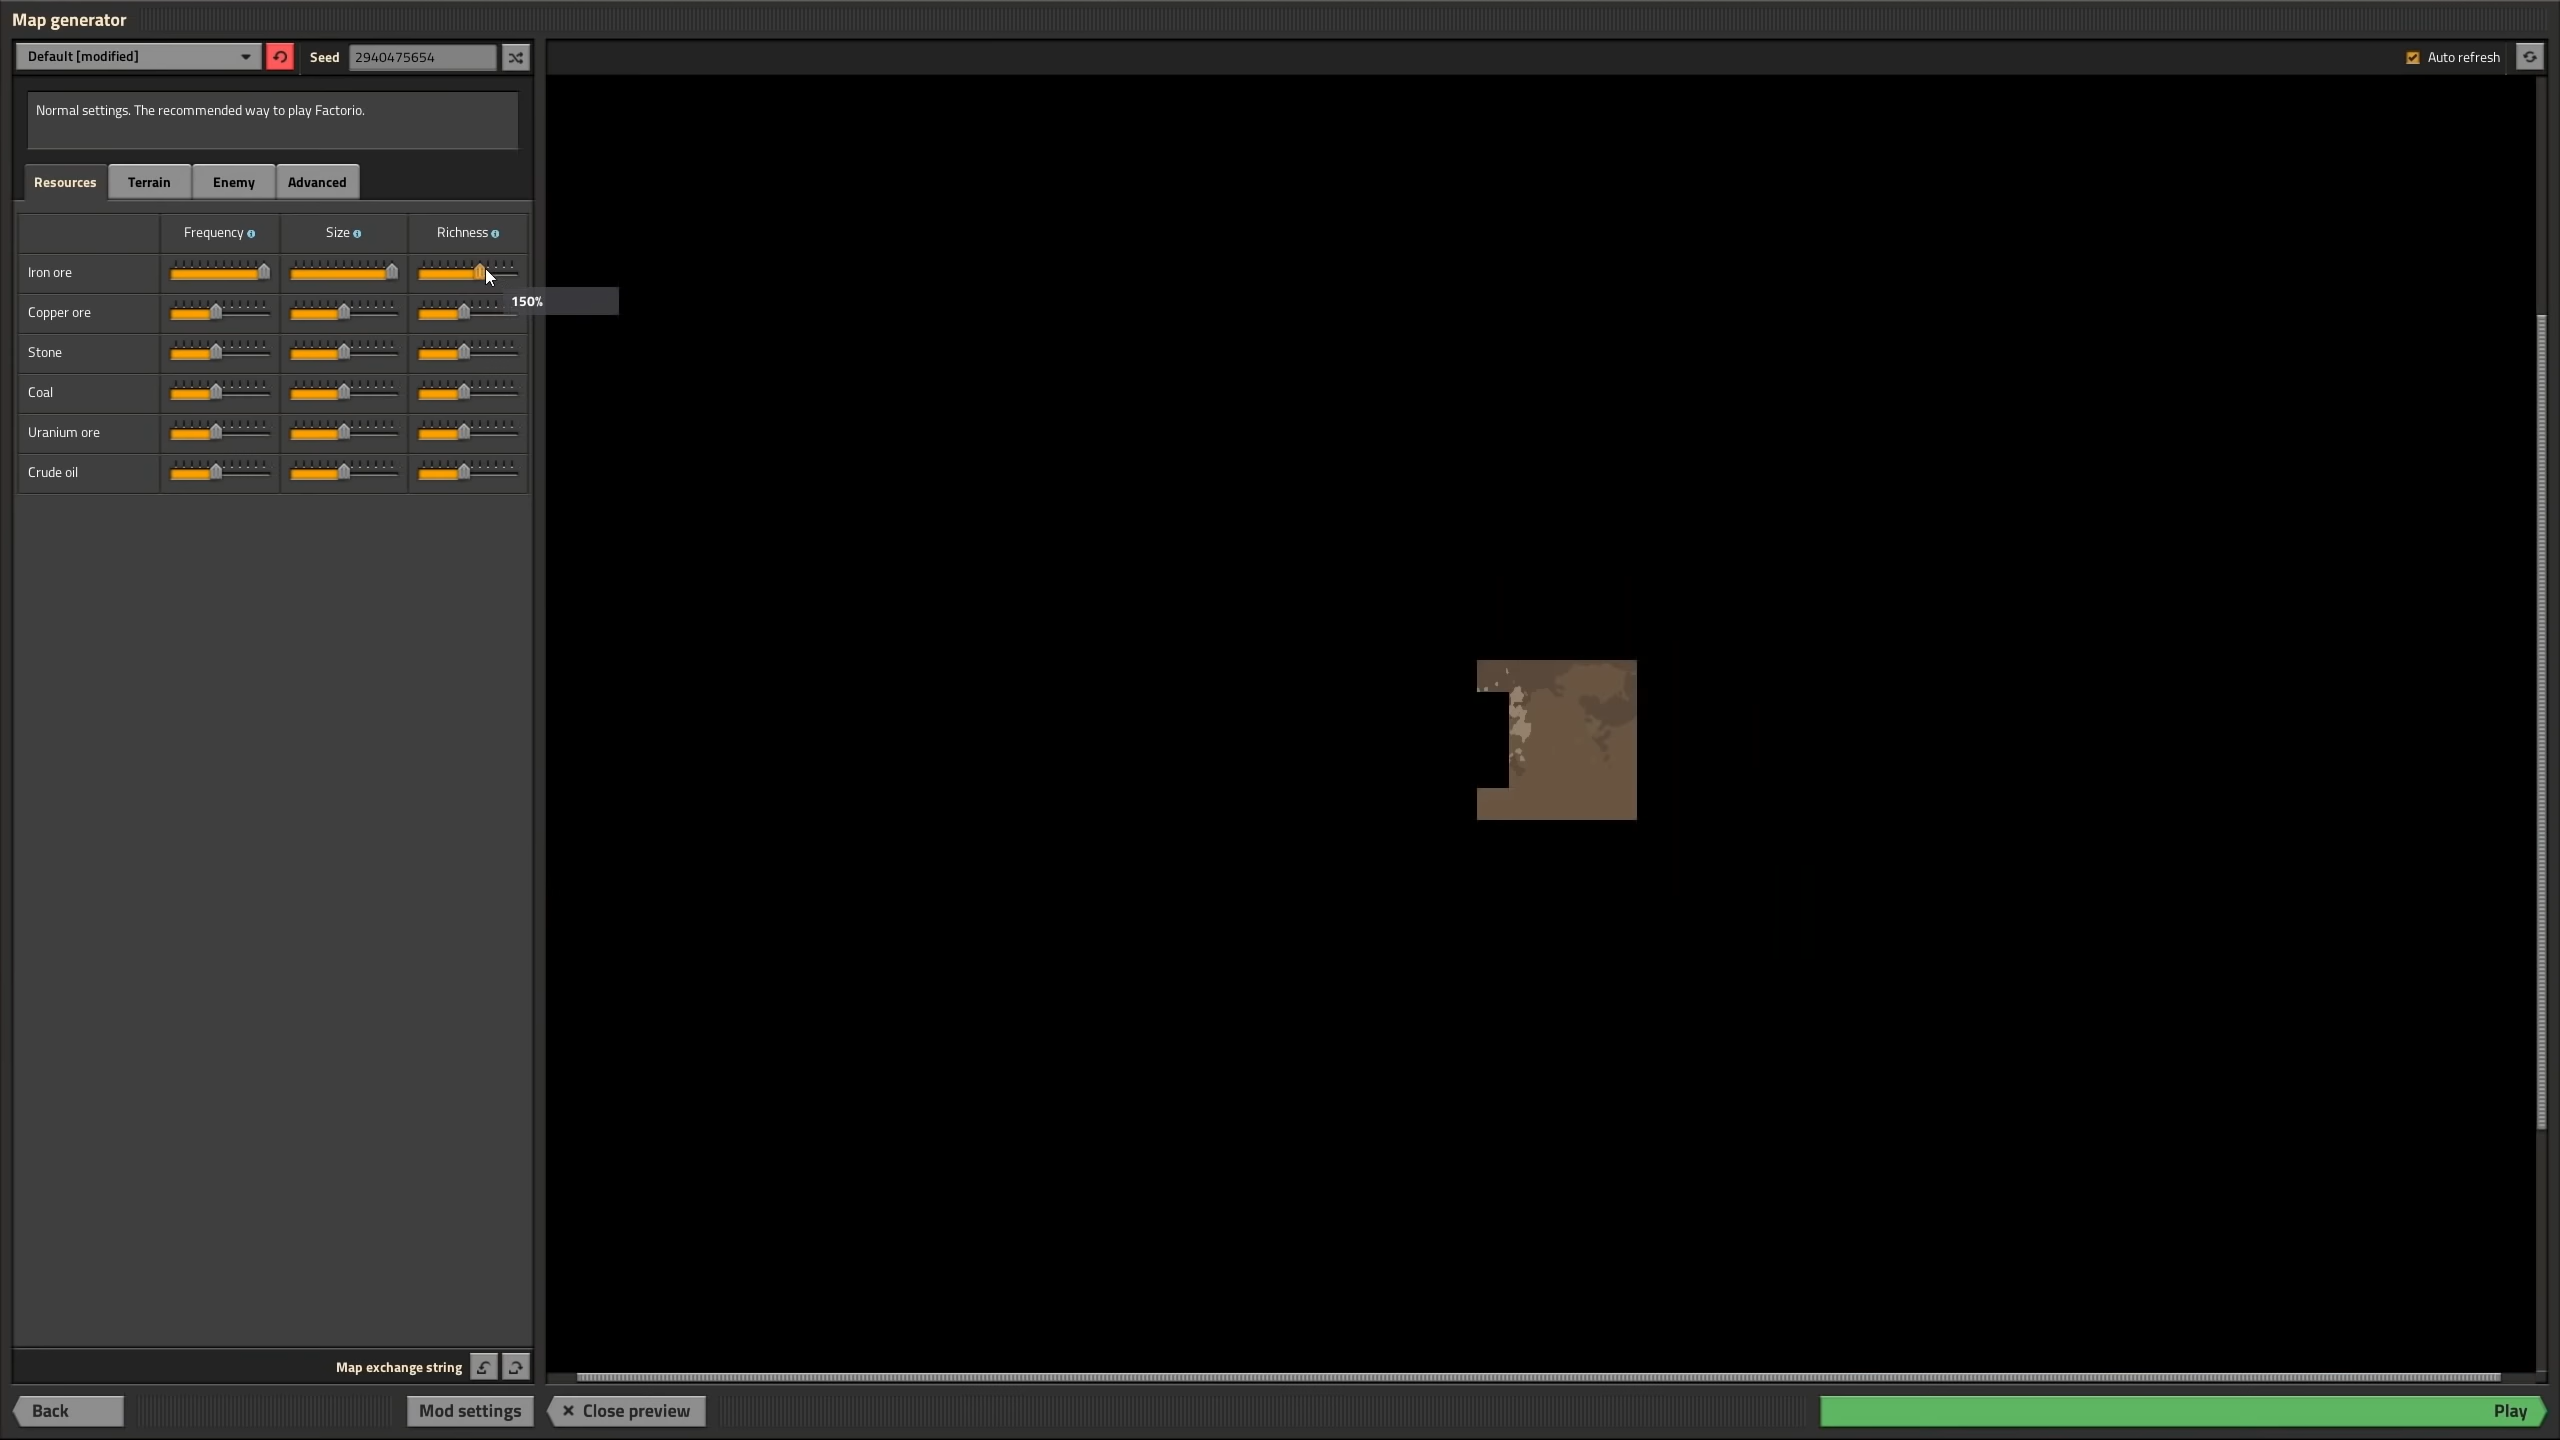 Map generator
Default [modified]
Seed
2940475654
Auto refresh
Normal settings. The recommended way to play Factorio.
Resources
Terrain
Enemy
Advanced
Frequency
Size
Richness
Iron ore
150%
Copper ore
Stone
Coal
Uranium ore
Crude oil
Map exchange string
Back
Mod settings
Close preview
Play